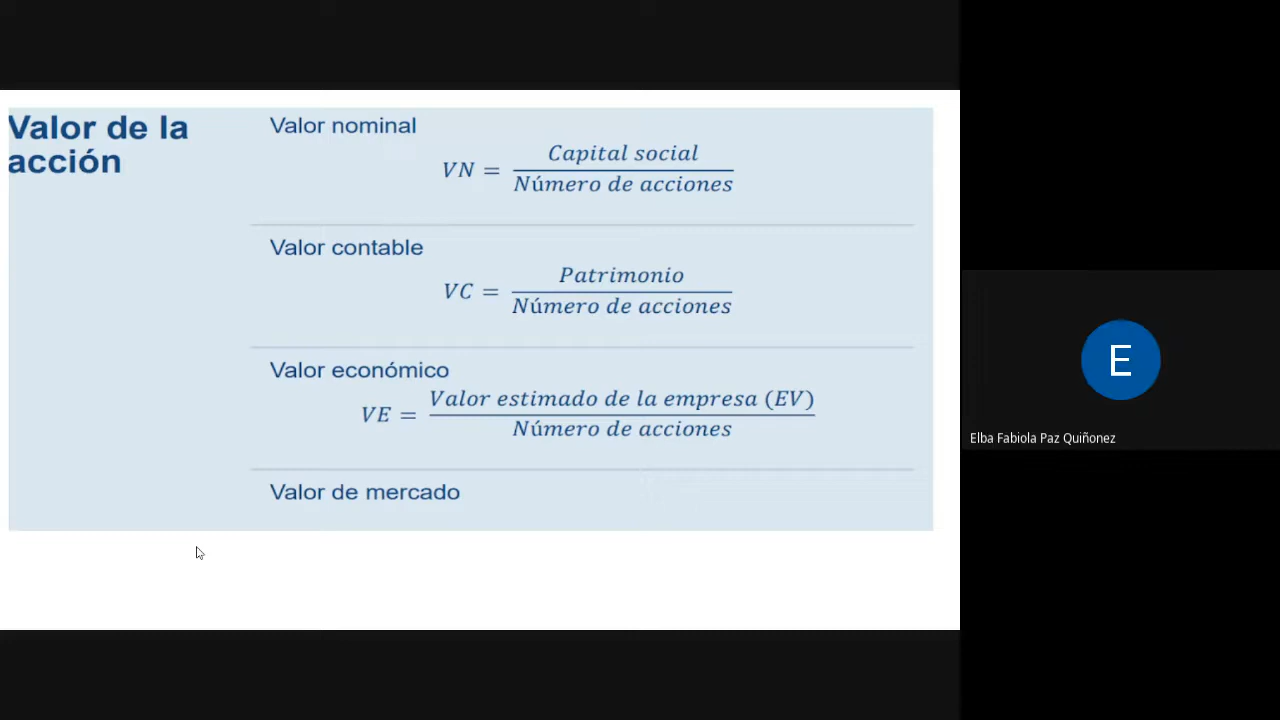 Valor de la
acción
Valor nominal
VN = Capital social / Número de acciones
Valor contable
VC = Patrimonio / Número de acciones
Valor económico
VE = Valor estimado de la empresa (EV) / Número de acciones
Valor de mercado
E
Elba Fabiola Paz Quiñonez